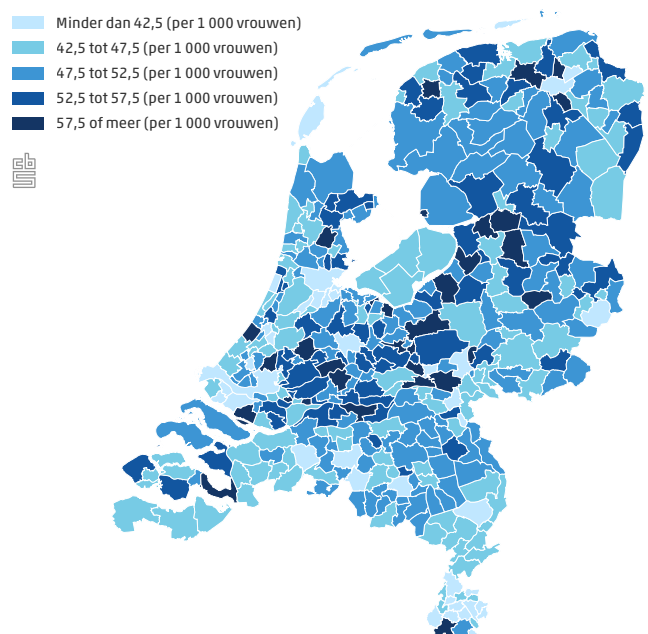 Minder dan 42,5 (per 1 000 vrouwen)
42,5 tot 47,5 (per 1 000 vrouwen)
47,5 tot 52,5 (per 1 000 vrouwen)
52,5 tot 57,5 (per 1 000 vrouwen)
57,5 of meer (per 1 000 vrouwen)
cbs